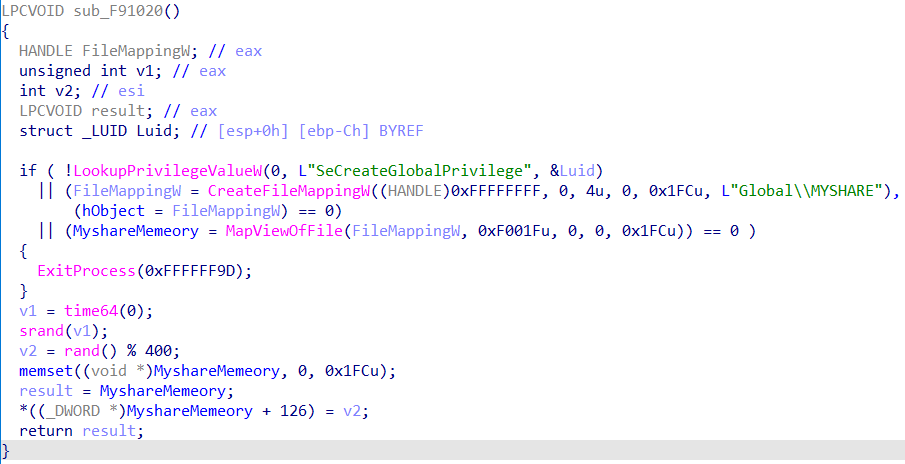 LPCVOID sub_F91020()
{
  HANDLE FileMappingW; // eax
  unsigned int v1; // eax
  int v2; // esi
  LPCVOID result; // eax
  struct _LUID Luid; // [esp+0h] [ebp-Ch] BYREF

  if ( !LookupPrivilegeValueW(0, L"SeCreateGlobalPrivilege", &Luid)
    || (FileMappingW = CreateFileMappingW((HANDLE)0xFFFFFFFF, 0, 4u, 0, 0x1FCu, L"Global\\MYSHARE"),
        (hObject = FileMappingW) == 0)
    || (MyshareMemeory = MapViewOfFile(FileMappingW, 0xF001Fu, 0, 0, 0x1FCu)) == 0 )
  {
    ExitProcess(0xFFFFFF9D);
  }
  v1 = time64(0);
  srand(v1);
  v2 = rand() % 400;
  memset((void *)MyshareMemeory, 0, 0x1FCu);
  result = MyshareMemeory;
  *((_DWORD *)MyshareMemeory + 126) = v2;
  return result;
}